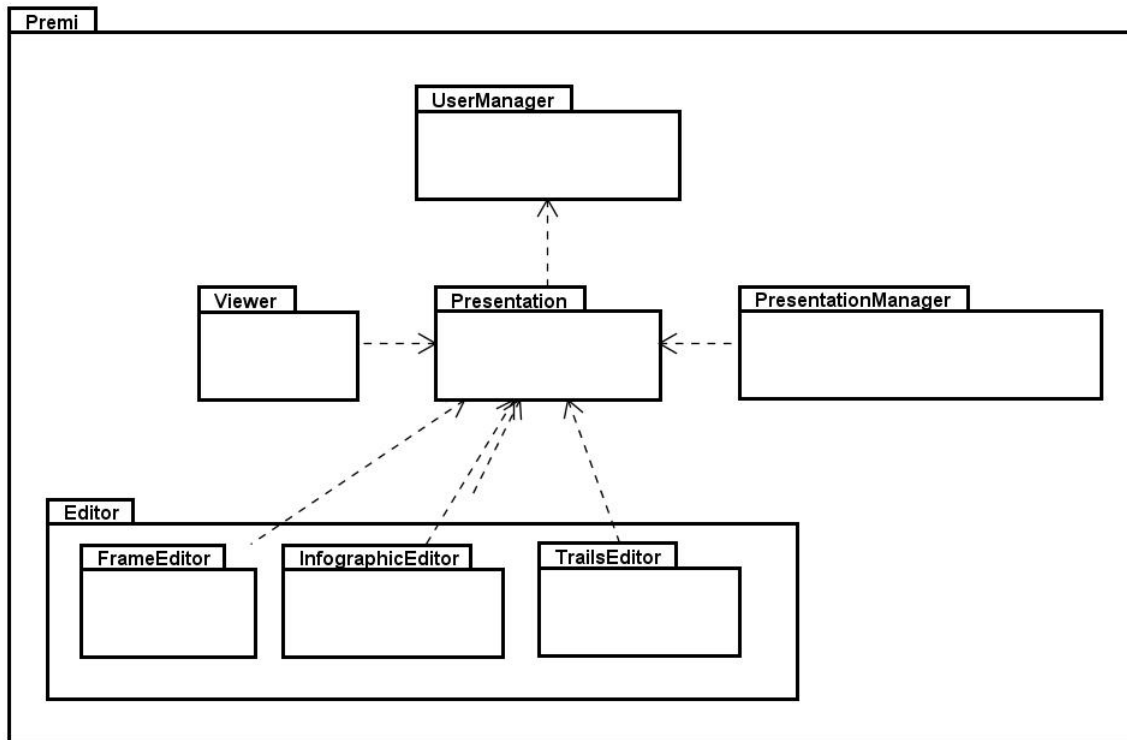 Premi
UserManager
Viewer
Presentation
PresentationManager
Editor
FrameEditor
InfographicEditor
TrailsEditor